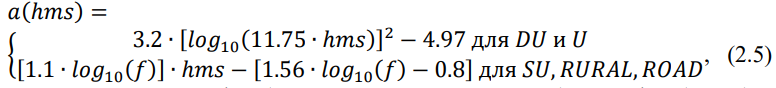 a(hms) =
{ 3.2 · [log₁₀(11.75 · hms)]² − 4.97 для DU и U
[1.1 · log₁₀(f)] · hms − [1.56 · log₁₀(f) − 0.8] для SU, RURAL, ROAD , (2.5)